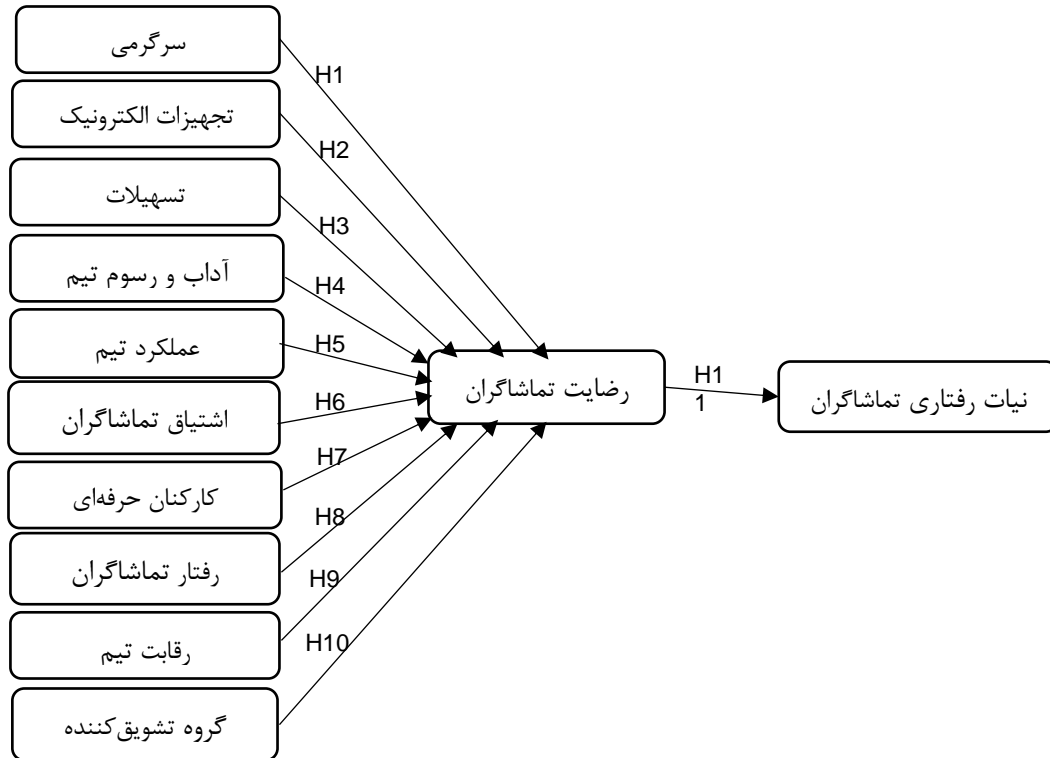 سرگرمی
H1
تجهیزات الکترونیک
H2
تسهیلات
H3
آداب و رسوم تیم
H4
عملکرد تیم
H5
اشتیاق تماشاگران
H6
کارکنان حرفه‌ای
H7
رفتار تماشاگران
H8
رقابت تیم
H9
گروه تشویق‌کننده
H10
رضایت تماشاگران
H1
1
نیات رفتاری تماشاگران